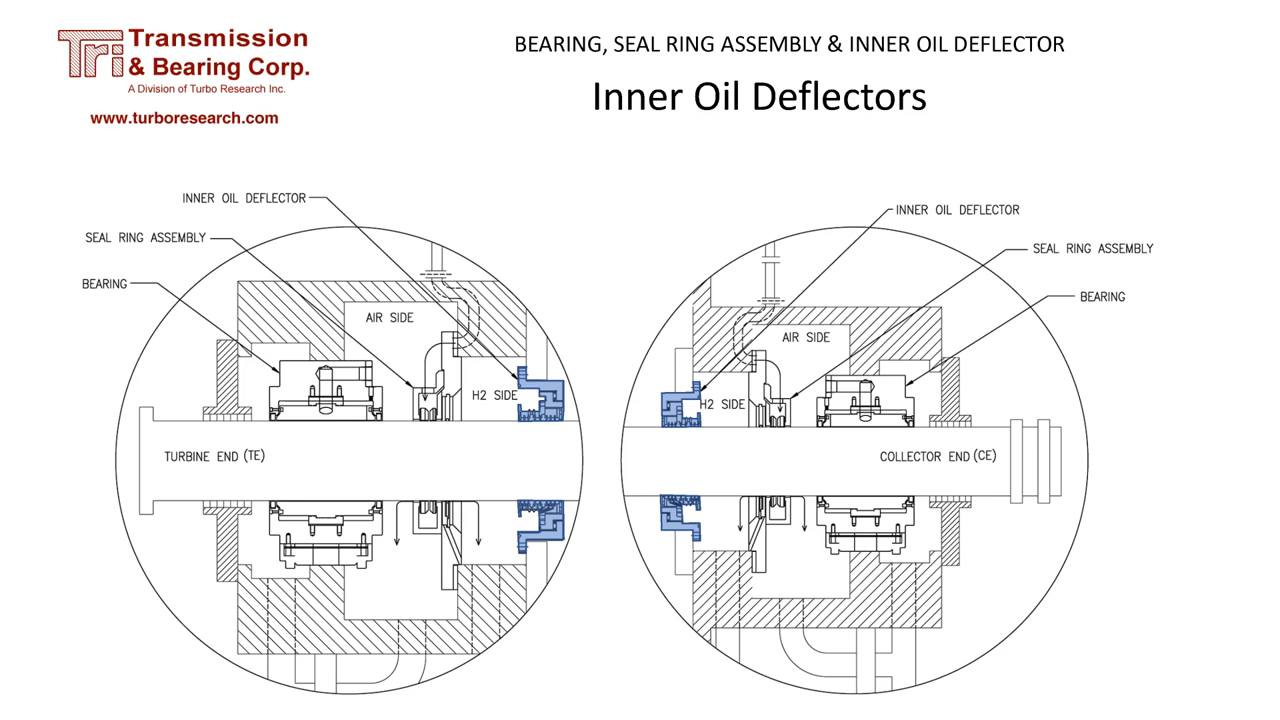 Tri
Transmission
& Bearing Corp.
A Division of Turbo Research Inc.
www.turboresearch.com
BEARING, SEAL RING ASSEMBLY & INNER OIL DEFLECTOR
Inner Oil Deflectors
INNER OIL DEFLECTOR
SEAL RING ASSEMBLY
BEARING
AIR SIDE
H2 SIDE
TURBINE END (TE)
INNER OIL DEFLECTOR
SEAL RING ASSEMBLY
BEARING
AIR SIDE
H2 SIDE
COLLECTOR END (CE)